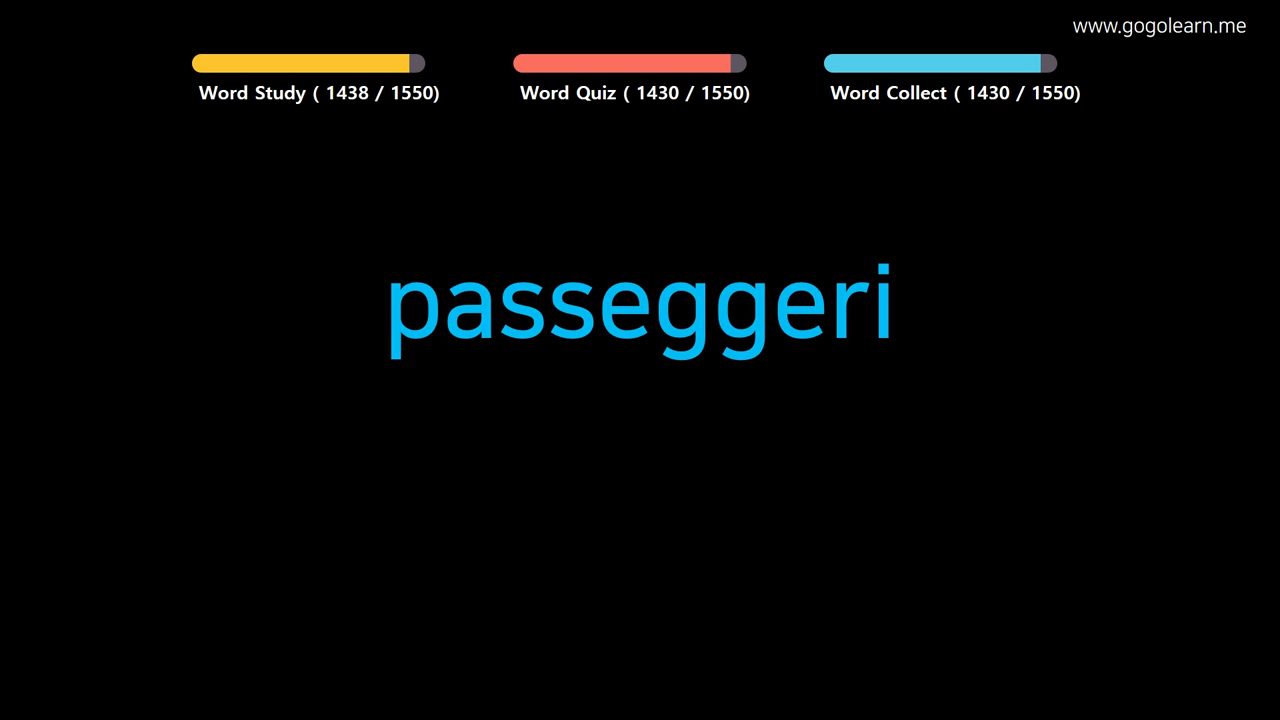 www.gogolearn.me
Word Study ( 1438 / 1550)
Word Quiz ( 1430 / 1550)
Word Collect ( 1430 / 1550)
passeggeri